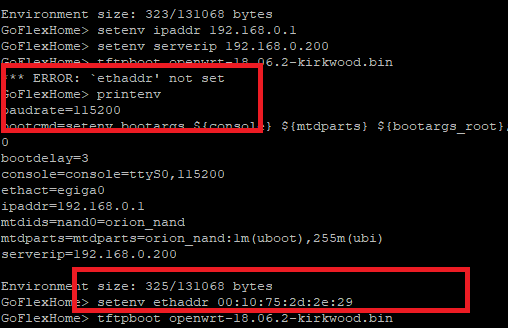 Environment size: 323/131068 bytes
GoFlexHome> setenv ipaddr 192.168.0.1
GoFlexHome> setenv serverip 192.168.0.200
GoFlexHome> tftpboot openwrt-18.06.2-kirkwood.bin
*** ERROR: `ethaddr' not set
GoFlexHome> printenv
baudrate=115200
bootcmd=setenv bootargs ${console} ${mtdparts} ${bootargs_root};
0
bootdelay=3
console=console=ttyS0,115200
ethact=egiga0
ipaddr=192.168.0.1
mtdids=nand0=orion_nand
mtdparts=mtdparts=orion_nand:1m(uboot),255m(ubi)
serverip=192.168.0.200
Environment size: 325/131068 bytes
GoFlexHome> setenv ethaddr 00:10:75:2d:2e:29
GoFlexHome> tftpboot openwrt-18.06.2-kirkwood.bin